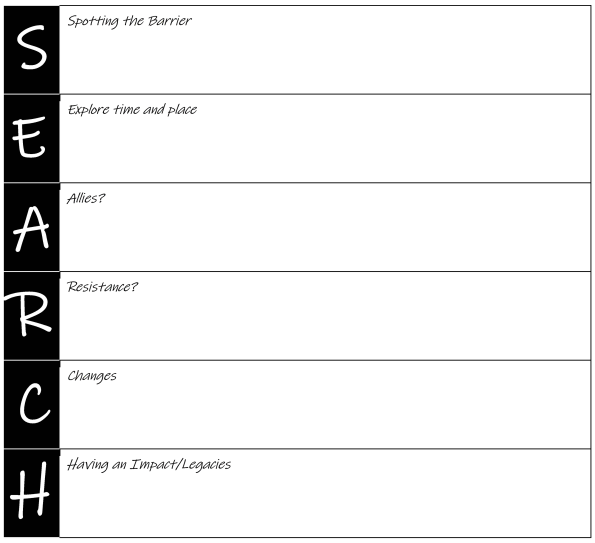 S Spotting the Barrier
E Explore time and place
A Allies?
R Resistance?
C Changes
H Having an Impact/Legacies